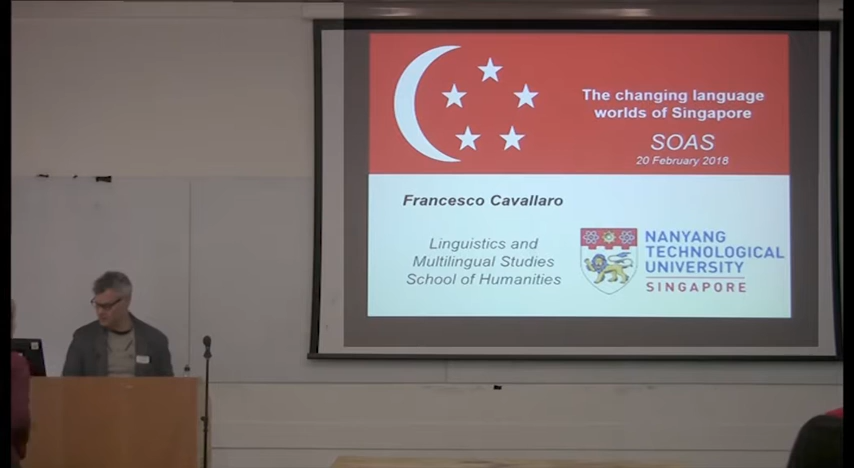 The changing language
worlds of Singapore
SOAS
20 February 2018
Francesco Cavallaro
Linguistics and
Multilingual Studies
School of Humanities
NANYANG
TECHNOLOGICAL
UNIVERSITY
SINGAPORE